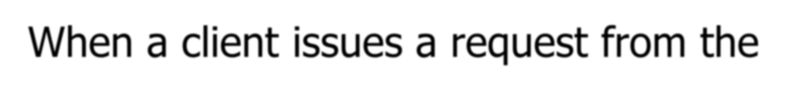 When a client issues a request from the